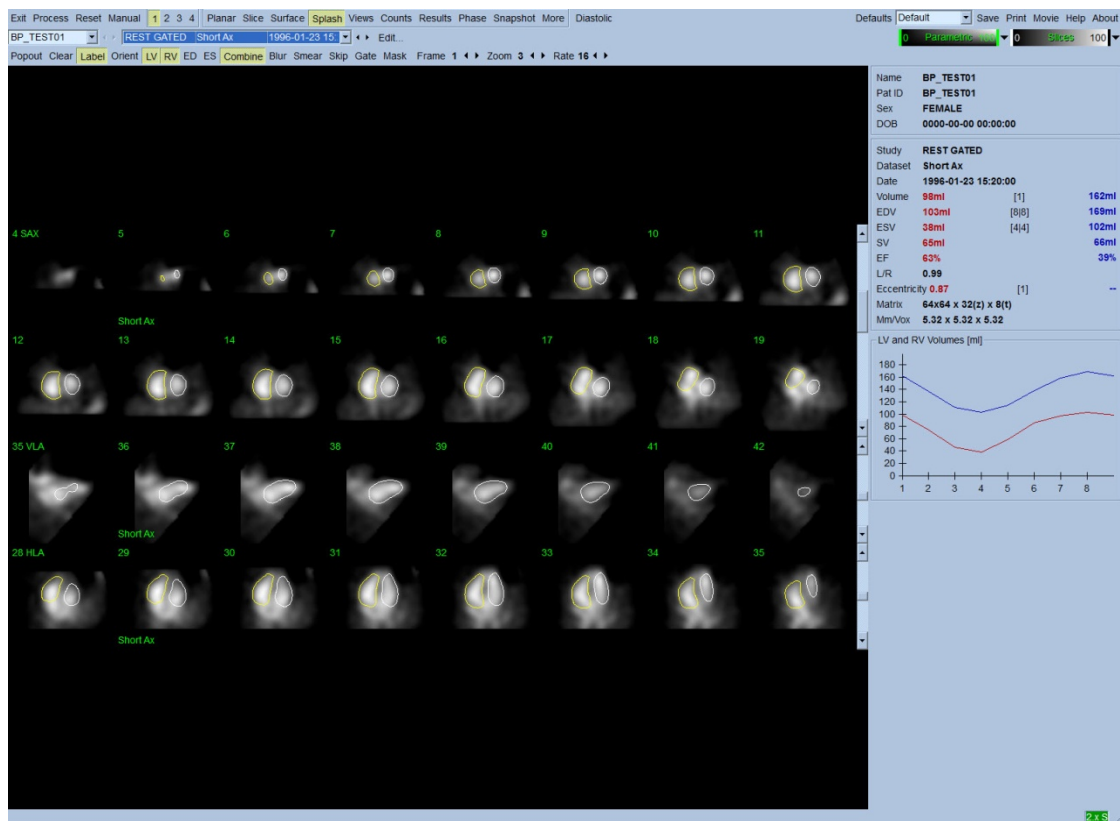 Exit Process Reset Manual 1 2 3 4 Planar Slice Surface Splash Views Counts Results Phase Snapshot More Diastolic Defaults Default Save Print Movie Help About
BP_TEST01 REST GATED Short Ax 1996-01-23 15: Edit... 0 Parametric 100 0 Slices 100
Popout Clear Label Orient LV RV ED ES Combine Blur Smear Skip Gate Mask Frame 1 Zoom 3 Rate 16
Name BP_TEST01
Pat ID BP_TEST01
Sex FEMALE
DOB 0000-00-00 00:00:00
Study REST GATED
Dataset Short Ax
Date 1996-01-23 15:20:00
Volume 98ml [1] 162ml
EDV 103ml [8|8] 169ml
ESV 38ml [4|4] 102ml
SV 65ml 66ml
EF 63% 39%
L/R 0.99
Eccentricity 0.87 [1] --
Matrix 64x64 x 32(z) x 8(t)
Mm/Vox 5.32 x 5.32 x 5.32
LV and RV Volumes [ml]
180
160
140
120
100
80
60
40
20
0
1 2 3 4 5 6 7 8
4 SAX 5 6 7 8 9 10 11
Short Ax
12 13 14 15 16 17 18 19
35 VLA 36 37 38 39 40 41 42
Short Ax
28 HLA 29 30 31 32 33 34 35
Short Ax
2 x S